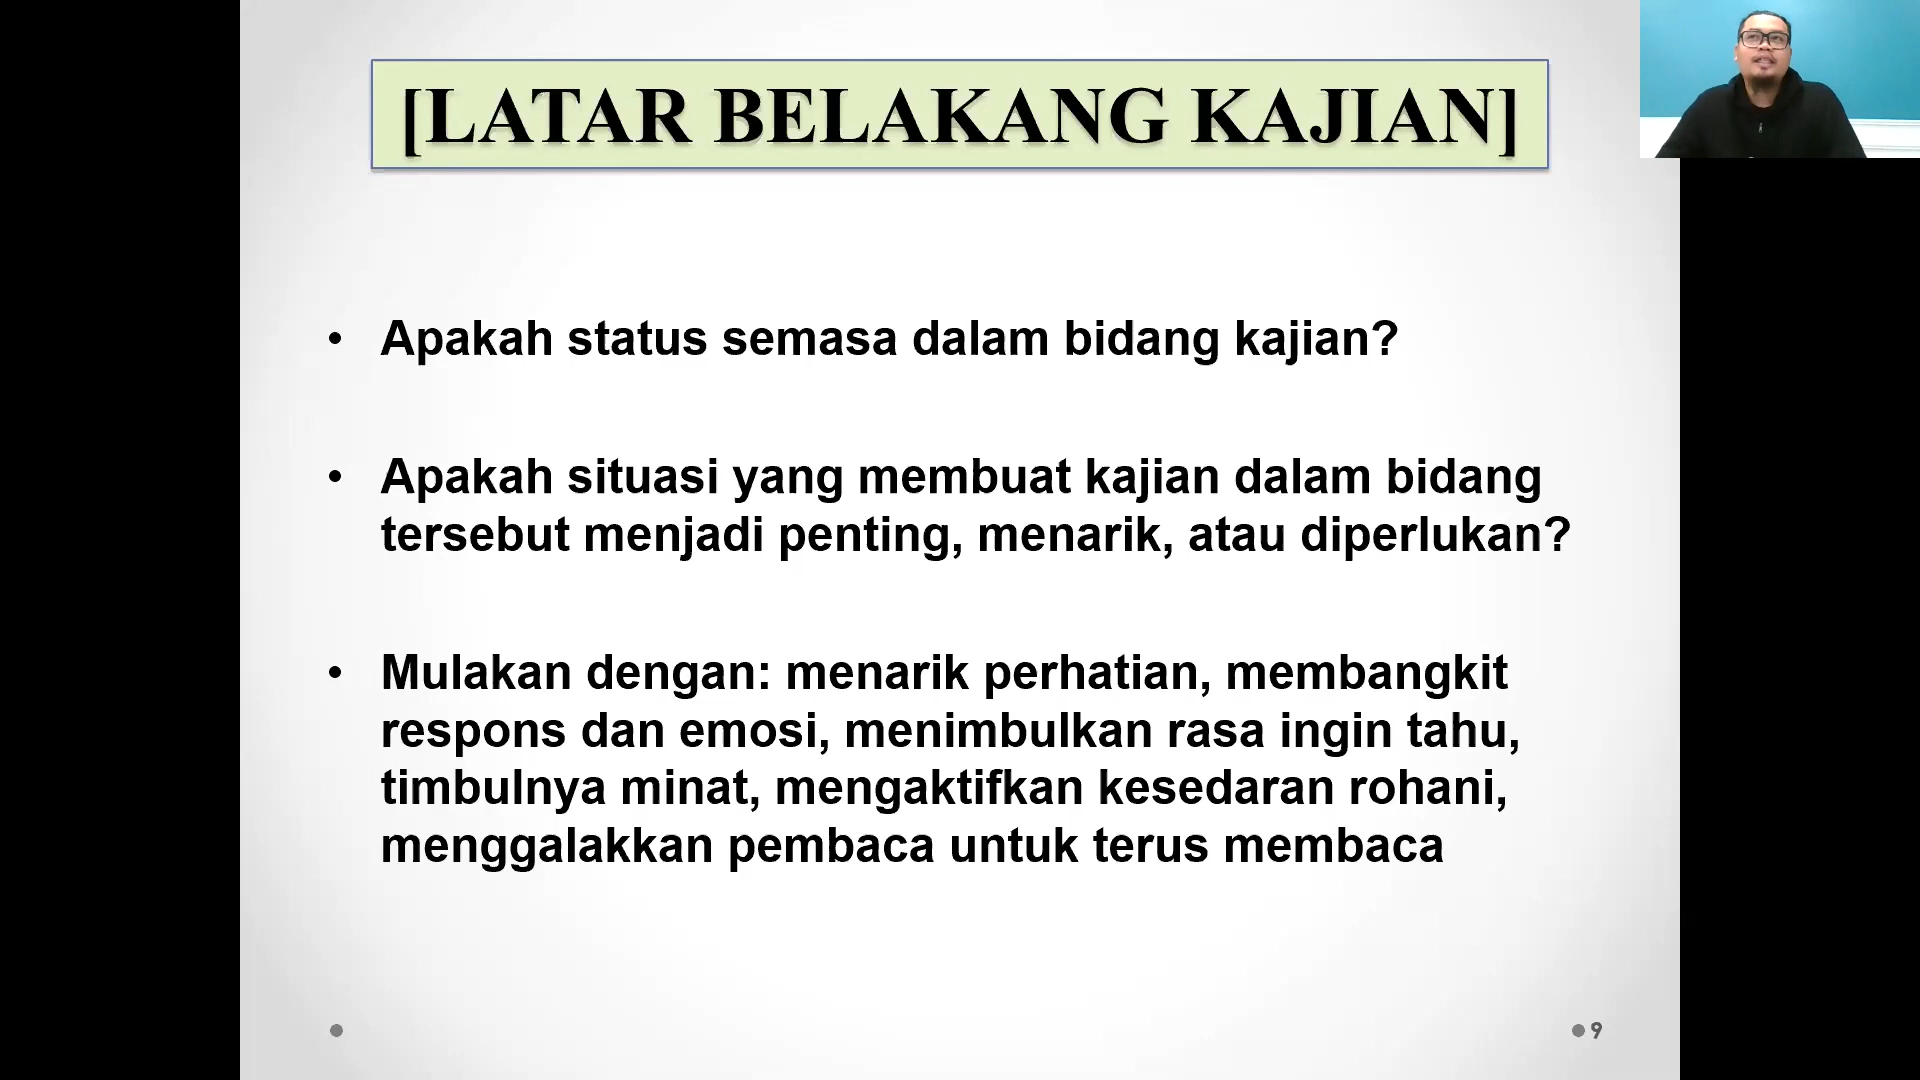 [LATAR BELAKANG KAJIAN]
• Apakah status semasa dalam bidang kajian?
• Apakah situasi yang membuat kajian dalam bidang
tersebut menjadi penting, menarik, atau diperlukan?
• Mulakan dengan: menarik perhatian, membangkit
respons dan emosi, menimbulkan rasa ingin tahu,
timbulnya minat, mengaktifkan kesedaran rohani,
menggalakkan pembaca untuk terus membaca
9